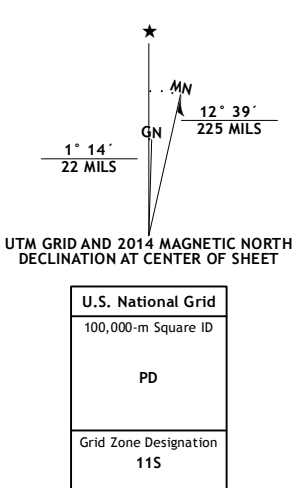 ★
MN
GN
12° 39´
225 MILS
1° 14´
22 MILS
UTM GRID AND 2014 MAGNETIC NORTH
DECLINATION AT CENTER OF SHEET
U.S. National Grid
100,000-m Square ID
PD
Grid Zone Designation
11S